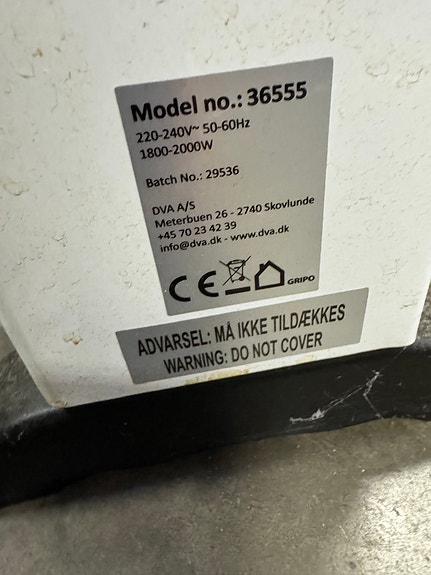 Model no.: 36555
220-240V~ 50-60Hz
1800-2000W
Batch No.: 29536
DVA A/S
Meterbuen 26 - 2740 Skovlunde
+45 70 23 42 39
info@dva.dk - www.dva.dk
CE GRIPO
ADVARSEL: MÅ IKKE TILDÆKKES
WARNING: DO NOT COVER